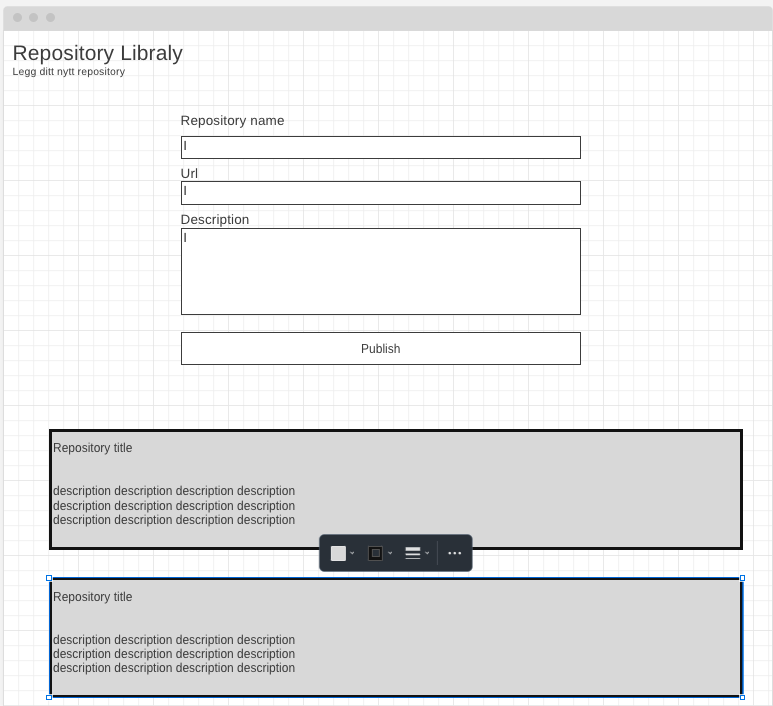 Repository Libraly
Legg ditt nytt repository
Repository name
Url
Description
Publish
Repository title
description description description description
description description description description
description description description description
Repository title
description description description description
description description description description
description description description description